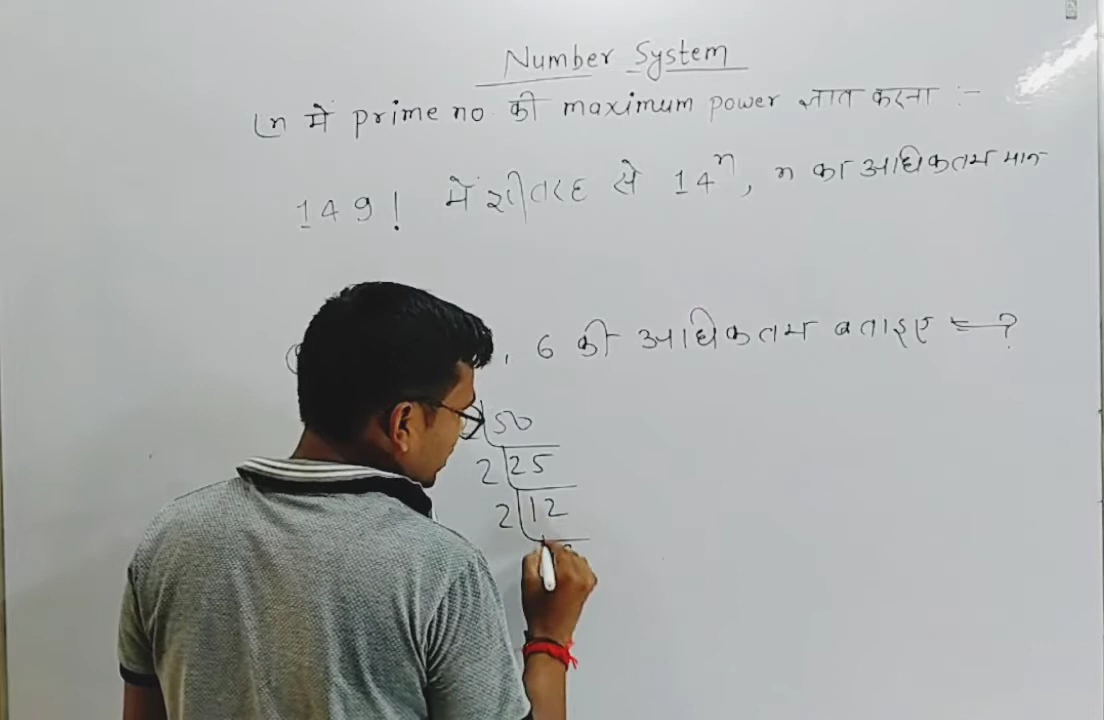 Number System
Ln में prime no. की maximum power ज्ञात करना :-
149! में से 14ⁿ, n का अधिकतम मान
, 6 की अधिकतम बताइए = ?
50
2 25
2 12